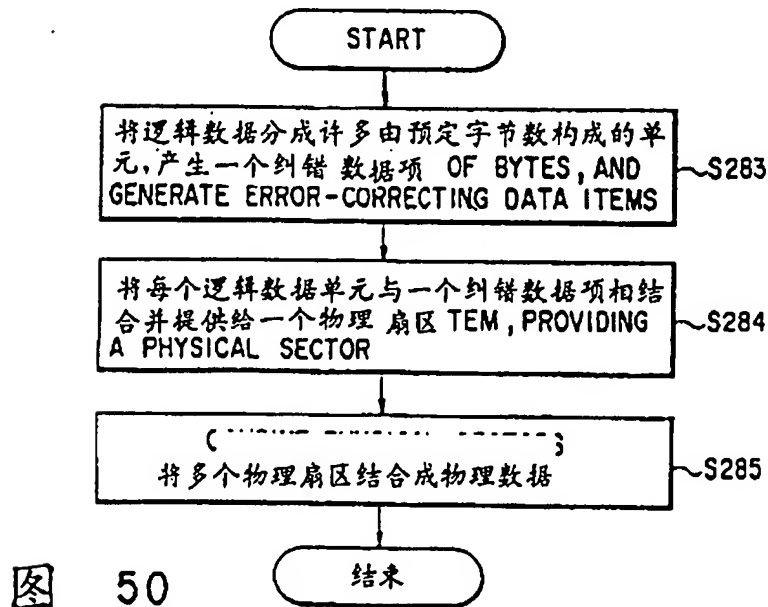 START
将逻辑数据分成许多由预定字节数构成的单
元,产生一个纠错数据项 OF BYTES, AND
GENERATE ERROR-CORRECTING DATA ITEMS
S283
将每个逻辑数据单元与一个纠错数据项相结
合并提供给一个物理扇区 TEM, PROVIDING
A PHYSICAL SECTOR
S284
将多个物理扇区结合成物理数据
S285
结束
图 50